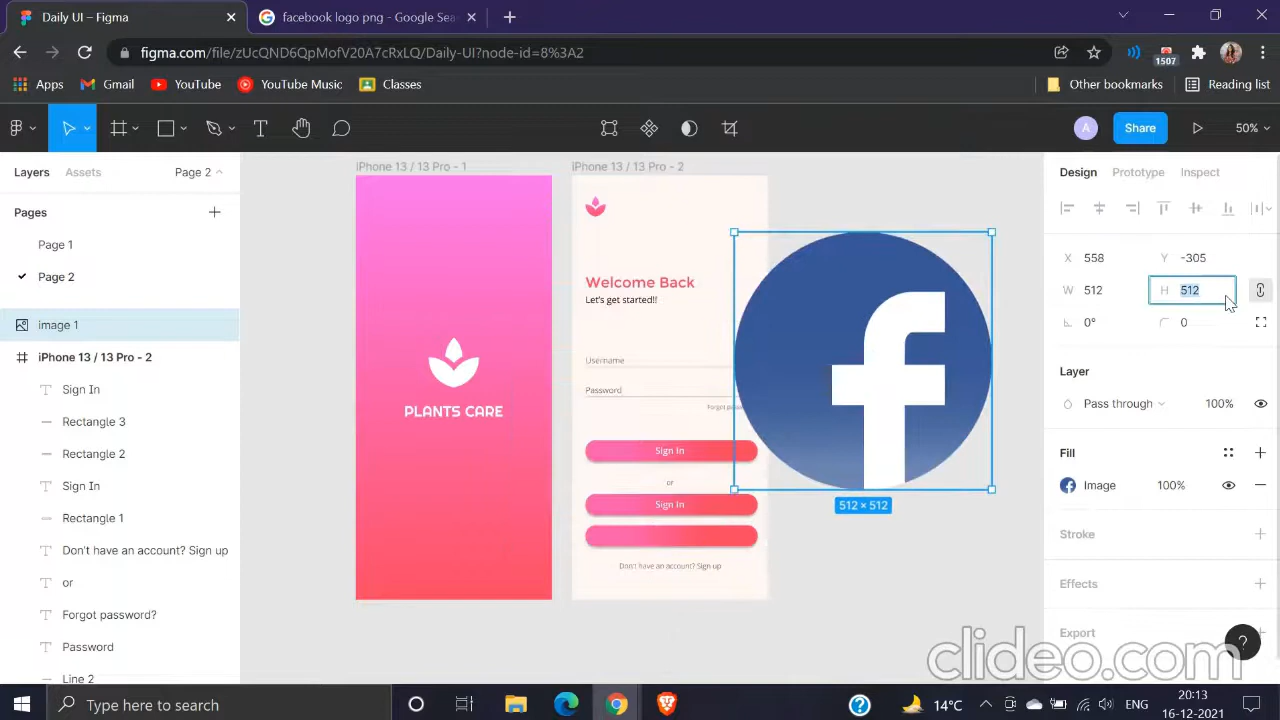 Daily UI – Figma
facebook logo png - Google Sea
figma.com/file/zUcQND6QpMofV20A7cRxLQ/Daily-UI?node-id=8%3A2
1507
Apps
Gmail
YouTube
YouTube Music
Classes
Other bookmarks
Reading list
A
Share
50%
Layers
Assets
Page 2
Pages
Page 1
Page 2
image 1
iPhone 13 / 13 Pro - 2
Sign In
Rectangle 3
Rectangle 2
Sign In
Rectangle 1
Don't have an account? Sign up
or
Forgot password?
Password
Line 2
iPhone 13 / 13 Pro - 1
PLANTS CARE
iPhone 13 / 13 Pro - 2
Welcome Back
Let's get started!!
Username
Password
Sign In
or
Sign In
Don't have an account? Sign up
f
512 × 512
Design
Prototype
Inspect
X 558
Y -305
W 512
H 512
0°
0
Layer
Pass through
100%
Fill
Image
100%
Stroke
Effects
Export
?
clideo.com
Type here to search
14°C
ENG
20:13
16-12-2021